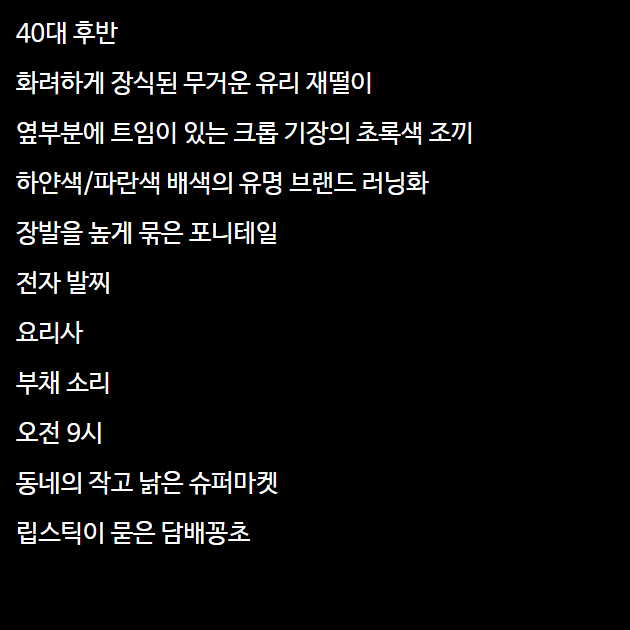 40대 후반
화려하게 장식된 무거운 유리 재떨이
옆부분에 트임이 있는 크롭 기장의 초록색 조끼
하얀색/파란색 배색의 유명 브랜드 러닝화
장발을 높게 묶은 포니테일
전자 발찌
요리사
부채 소리
오전 9시
동네의 작고 낡은 슈퍼마켓
립스틱이 묻은 담배꽁초